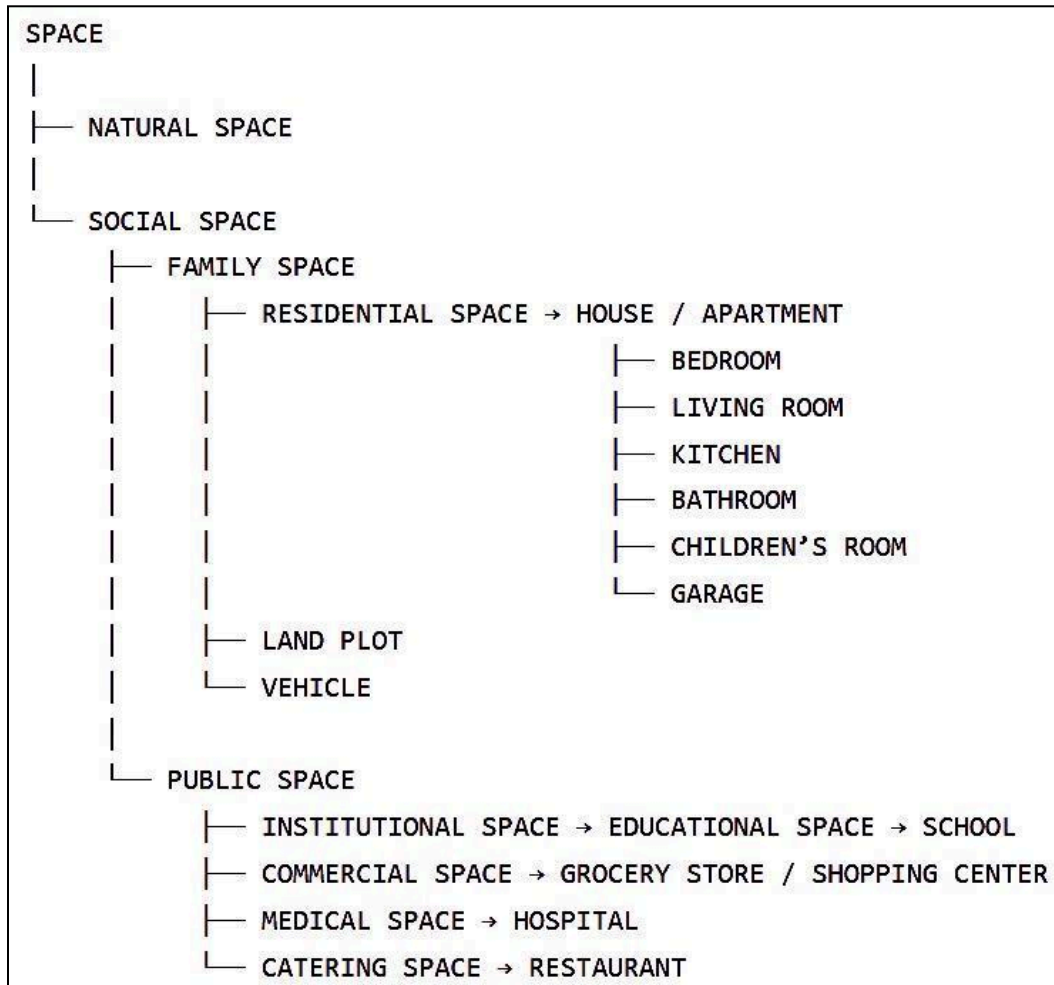 SPACE
NATURAL SPACE
SOCIAL SPACE
FAMILY SPACE
RESIDENTIAL SPACE → HOUSE / APARTMENT
BEDROOM
LIVING ROOM
KITCHEN
BATHROOM
CHILDREN’S ROOM
GARAGE
LAND PLOT
VEHICLE
PUBLIC SPACE
INSTITUTIONAL SPACE → EDUCATIONAL SPACE → SCHOOL
COMMERCIAL SPACE → GROCERY STORE / SHOPPING CENTER
MEDICAL SPACE → HOSPITAL
CATERING SPACE → RESTAURANT